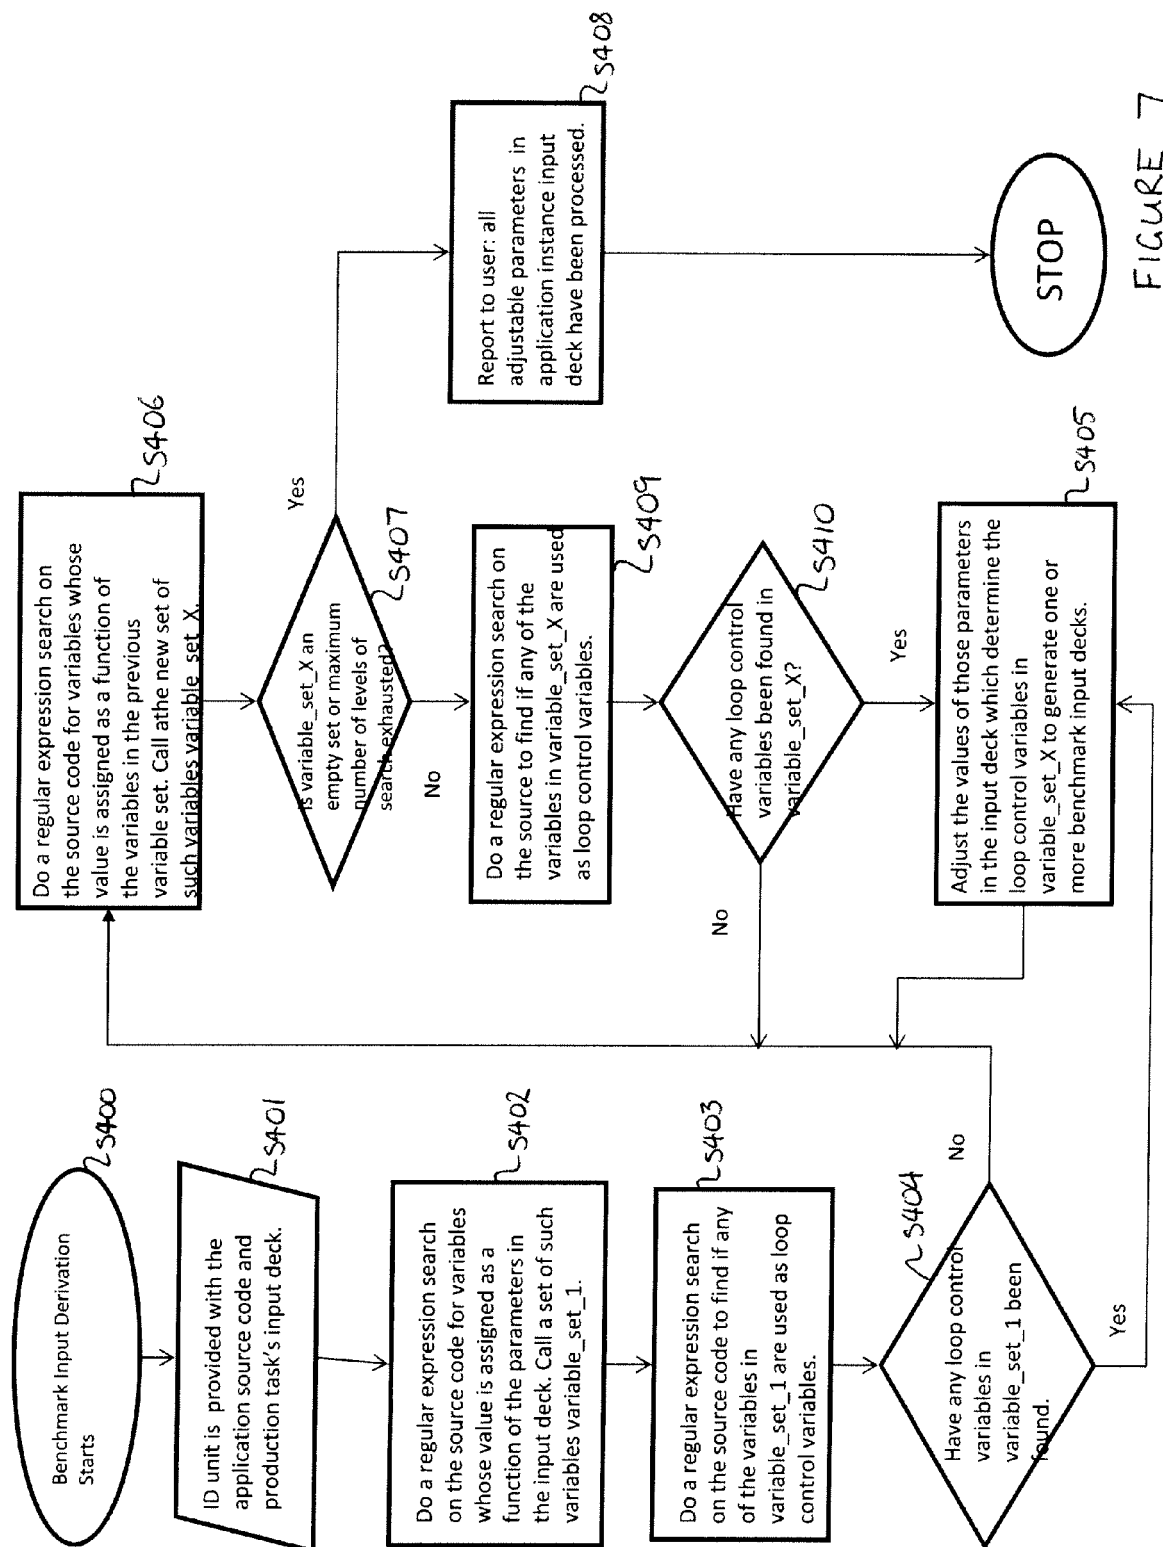 Benchmark Input Derivation
Starts
S400
ID unit is provided with the
application source code and
production task's input deck.
S401
Do a regular expression search
on the source code for variables
whose value is assigned as a
function of the parameters in
the input deck. Call a set of such
variables variable_set_1.
S402
Do a regular expression search
on the source code to find if any
of the variables in
variable_set_1 are used as loop
control variables.
S403
Have any loop control
variables in
variable_set_1 been
found.
S404
No
Yes
Do a regular expression search on
the source code for variables whose
value is assigned as a function of
the variables in the previous
variable set. Call athe new set of
such variables variable_set_X.
S406
Is variable_set_X an
empty set or maximum
number of levels of
search exhausted?
S407
Yes
No
Do a regular expression search on
the source to find if any of the
variables in variable_set_X are used
as loop control variables.
S409
Have any loop control
variables been found in
variable_set_X?
S410
No
Yes
Adjust the values of those parameters
in the input deck which determine the
loop control variables in
variable_set_X to generate one or
more benchmark input decks.
S405
Report to user: all
adjustable parameters in
application instance input
deck have been processed.
S408
STOP
FIGURE 7